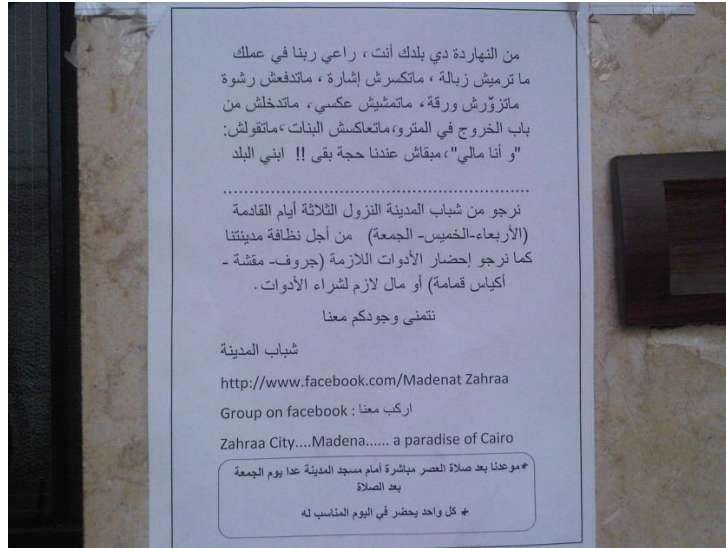 من النهاردة دي بلدك أنت، راعي ربنا في عملك
ما ترميش زبالة ، ماتكسرش إشارة ، ماتدفعش رشوة
ماتزوّرش ورقة، ماتمشيش عكسي، ماتدخلش من
باب الخروج في المترو،ماتعاكسش البنات،ماتقولش:
"و أنا مالي"،مبقاش عندنا حجة بقى !! ابني البلد
......................................................
نرجو من شباب المدينة النزول الثلاثة أيام القادمة
(الأربعاء-الخميس- الجمعة) من أجل نظافة مدينتنا
كما نرجو إحضار الأدوات اللازمة (جروف- مقشة -
أكياس قمامة) أو مال لازم لشراء الأدوات.
نتمنى وجودكم معنا
شباب المدينة
http://www.facebook.com/Madenat Zahraa
Group on facebook : اركب معنا
Zahraa City....Madena...... a paradise of Cairo
*موعدنا بعد صلاة العصر مباشرة أمام مسجد المدينة عدا يوم الجمعة
بعد الصلاة
* كل واحد يحضر في اليوم المناسب له